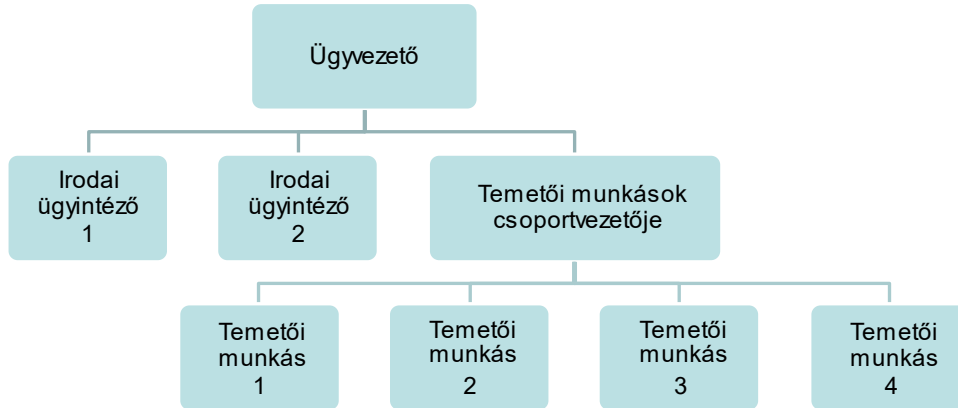 Ügyvezető
Irodai
ügyintéző
1
Irodai
ügyintéző
2
Temetői munkások
csoportvezetője
Temetői
munkás
1
Temetői
munkás
2
Temetői
munkás
3
Temetői
munkás
4